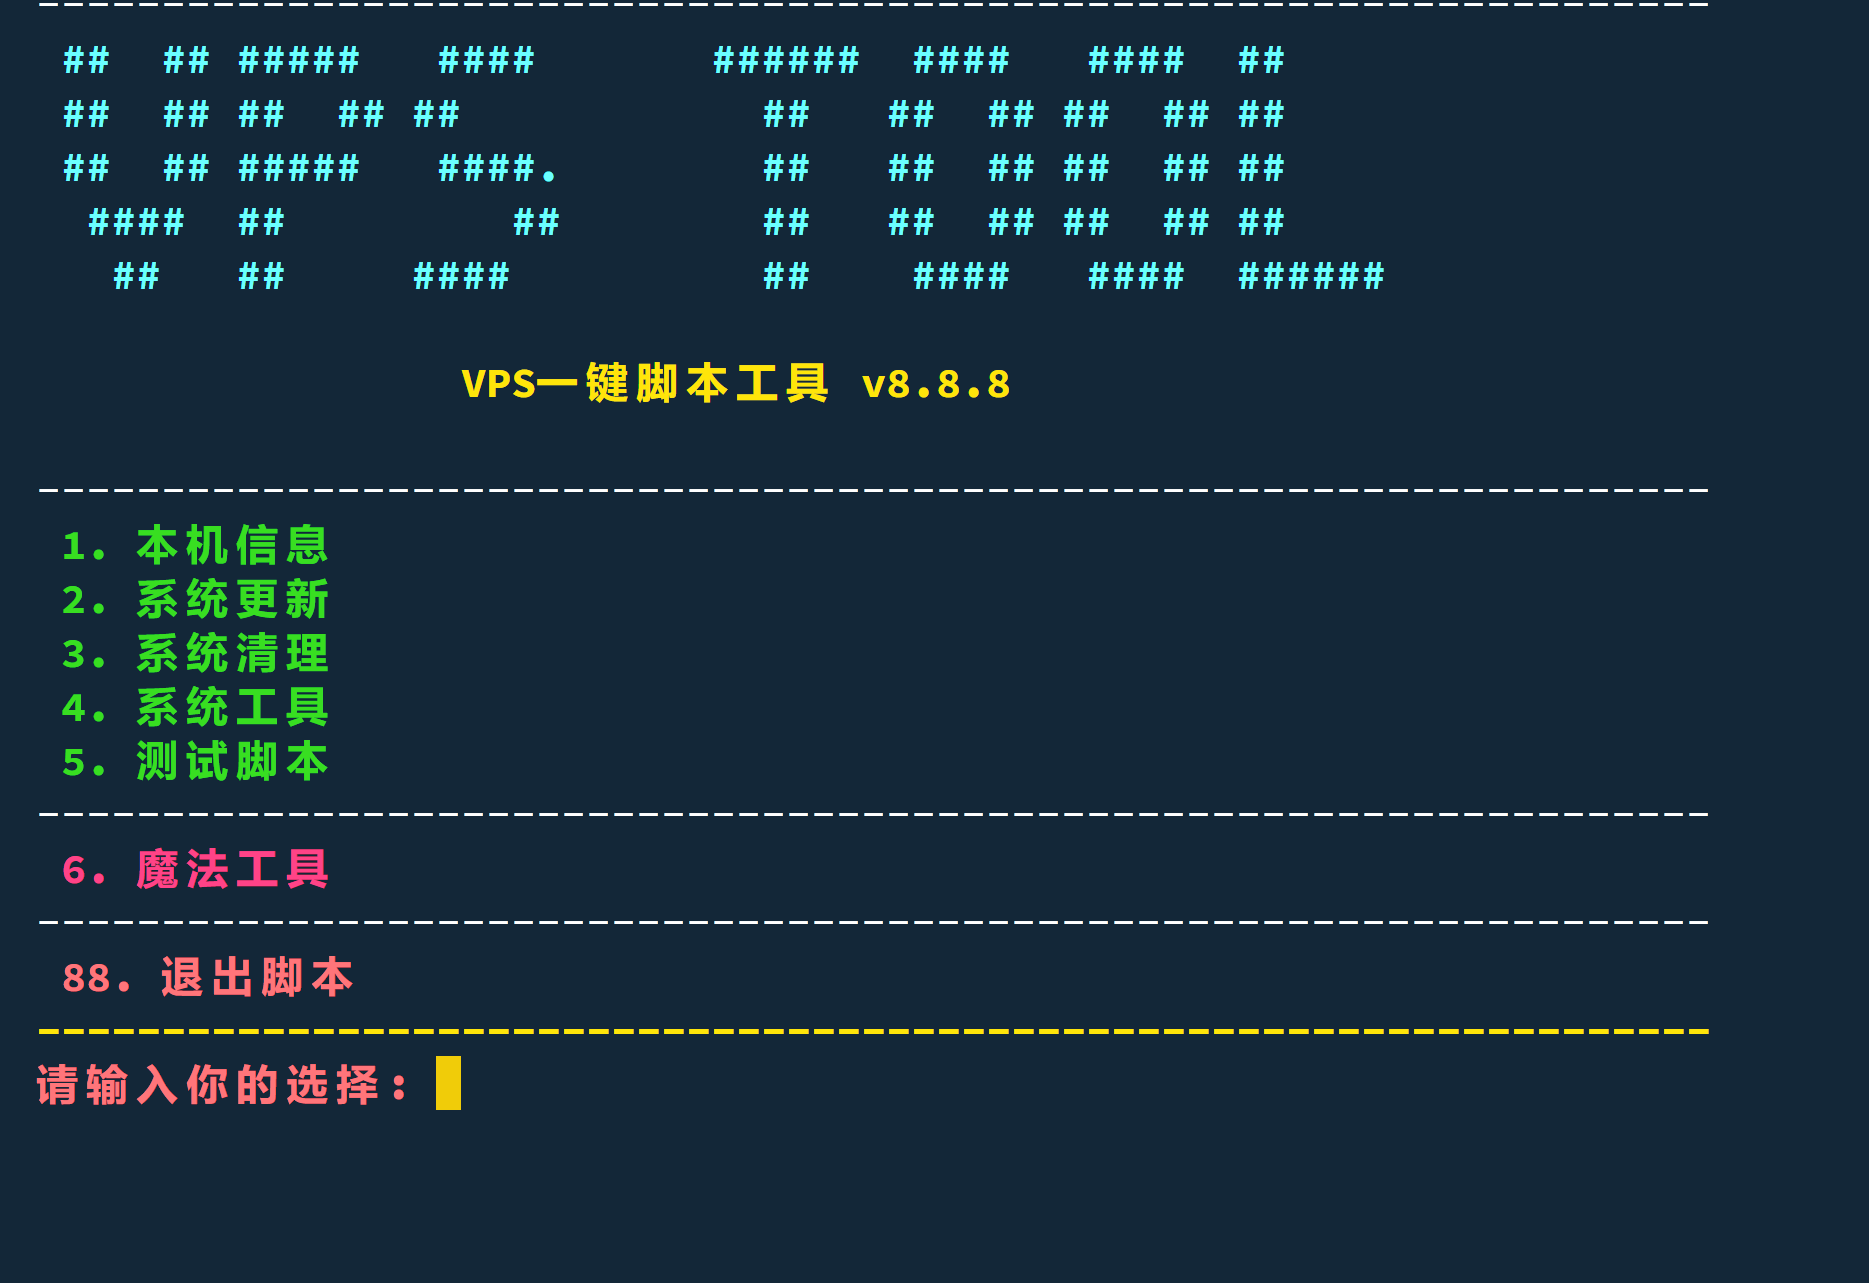 -------------------------------------------------------------------
 ##  ## #####   ####       ######  ####   ####  ##
 ##  ## ##  ## ##            ##   ##  ## ##  ## ##
 ##  ## #####   ####.        ##   ##  ## ##  ## ##
  ####  ##         ##        ##   ##  ## ##  ## ##
   ##   ##     ####          ##    ####   ####  ######
VPS一键脚本工具 v8.8.8
-------------------------------------------------------------------
1. 本机信息
2. 系统更新
3. 系统清理
4. 系统工具
5. 测试脚本
-------------------------------------------------------------------
6. 魔法工具
-------------------------------------------------------------------
88. 退出脚本
-------------------------------------------------------------------
请输入你的选择: